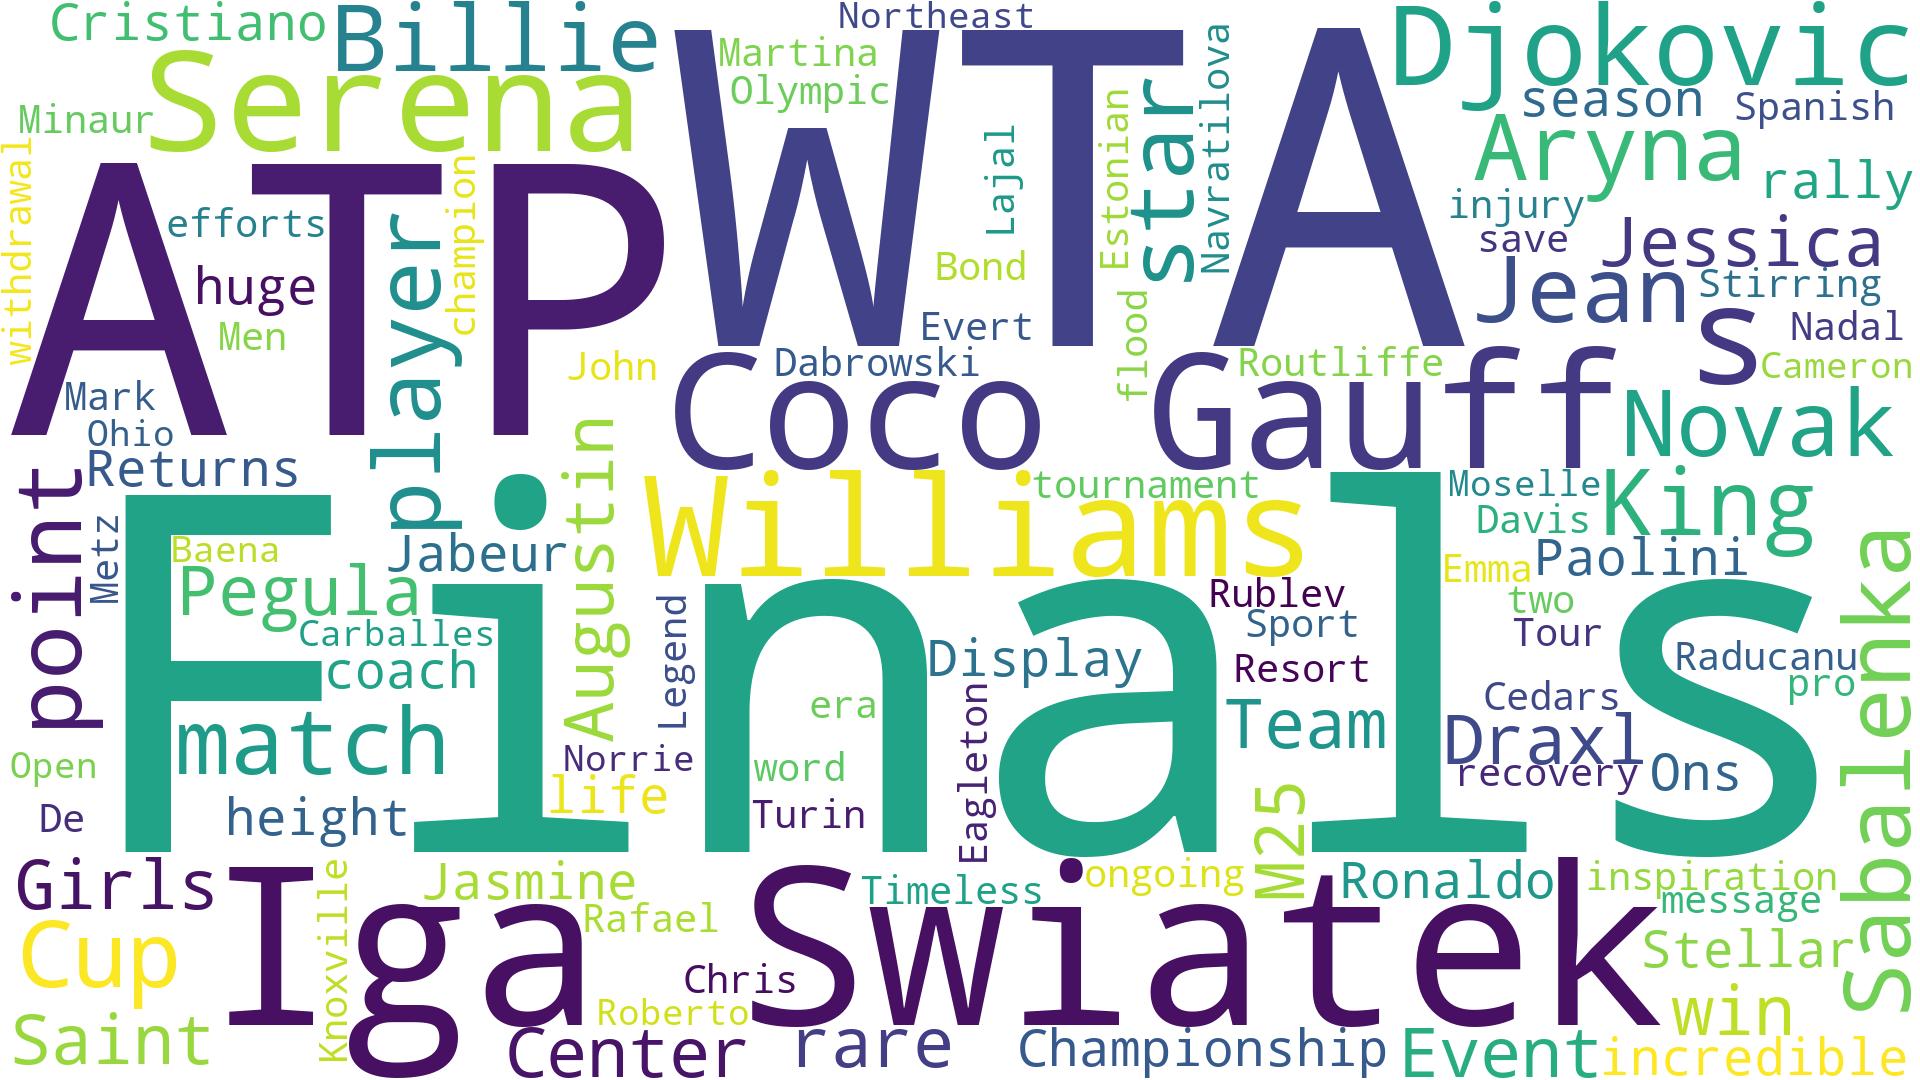 Cristiano
Billie
Northeast
Djokovic
Serena
Martina
Olympic
WTA
Navratilova
season
Spanish
Minaur
star
Estonian
Aryna
rally
withdrawal
ATP
champion
Lajal
injury
efforts
player
save
Jessica
huge
Bond
Jean
Stirring
Men
Evert
flood
s
Nadal
John
Dabrowski
Routliffe
Cameron
Mark
Coco
Gauff
Novak
Ohio
Returns
point
Augustin
Williams
tournament
Moselle
King
Metz
Finals
Davis
Baena
Jabeur
Emma
Paolini
Pegula
Rublev
two
Carballes
Legend
Sport
Tour
Sabalenka
coach
Display
Resort
Raducanu
pro
match
era
Eagleton
Team
Cedars
Open
Norrie
word
Draxl
recovery
Ons
De
height
life
Turin
M25
Girls
Iga
Swiatek
Knoxville
Jasmine
Timeless
ongoing
Ronaldo
inspiration
message
Cup
Rafael
Stellar
Chris
Saint
Roberto
win
Center
rare
Championship
Event
incredible